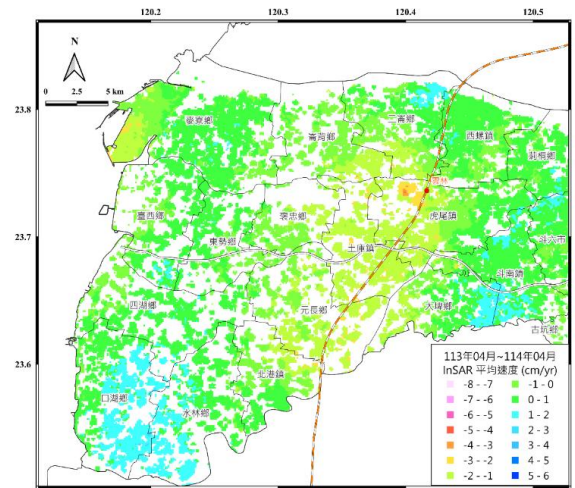 120.2 120.3 120.4 120.5
N
0.0 2.5 5 km
23.8
23.7
23.6
麥寮鄉 崙背鄉 二崙鄉 西螺鎮 莿桐鄉
雲林
臺西鄉 東勢鄉 褒忠鄉 土庫鎮 虎尾鎮 斗六市
四湖鄉 元長鄉 大埤鄉 斗南鎮 古坑鄉
口湖鄉 水林鄉 北港鎮
113年04月~114年04月
InSAR 平均速度 (cm/yr)
-8 - -7 -1 - 0
-7 - -6 0 - 1
-6 - -5 1 - 2
-5 - -4 2 - 3
-4 - -3 3 - 4
-3 - -2 4 - 5
-2 - -1 5 - 6